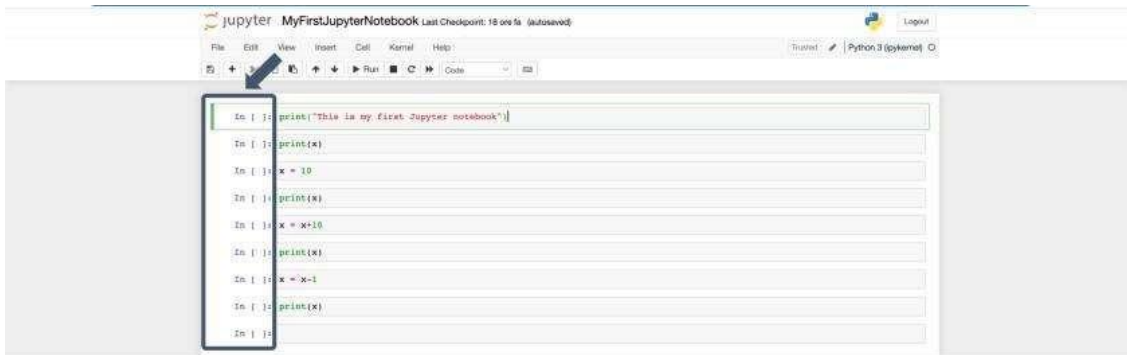 jupyter MyFirstJupyterNotebook Last Checkpoint: 18 ore fa (autosaved) Logout
File Edit View Insert Cell Kernel Help Trusted Python 3 (ipykernel)
Run Code
In [ ]: print("This is my first Jupyter notebook")
In [ ]: print(x)
In [ ]: x = 10
In [ ]: print(x)
In [ ]: x = x+10
In [ ]: print(x)
In [ ]: x = x-1
In [ ]: print(x)
In [ ]: